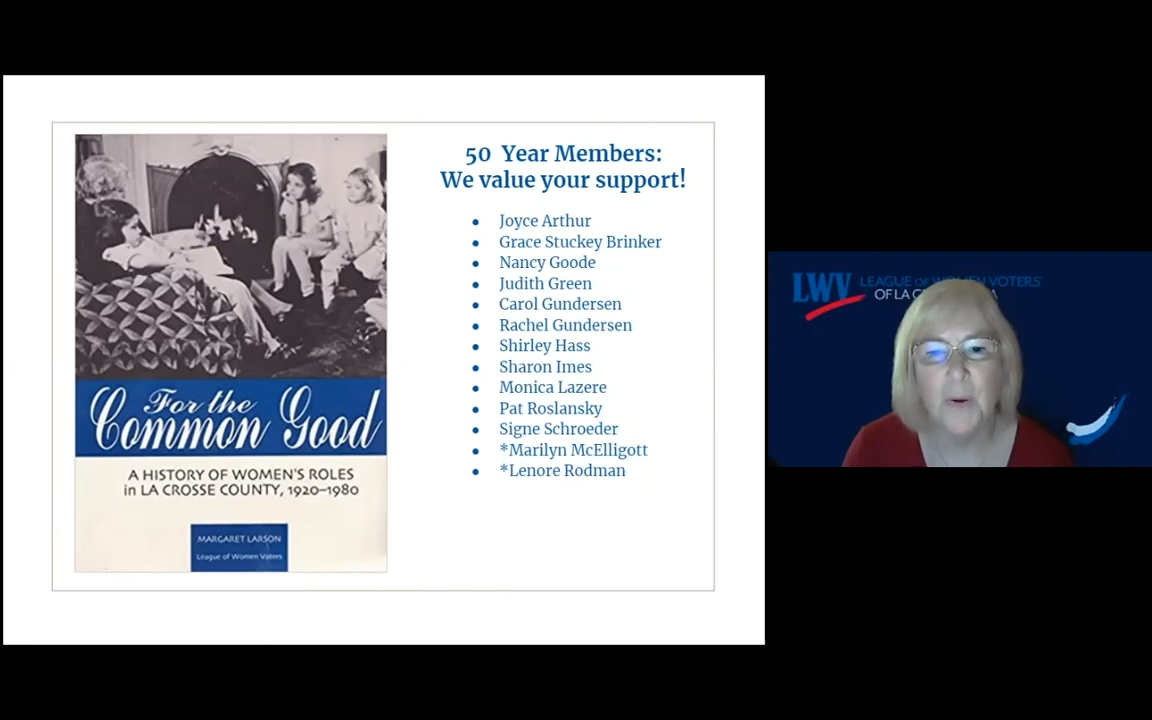 For the
Common Good
A HISTORY OF WOMEN'S ROLES
in LA CROSSE COUNTY, 1920–1980
MARGARET LARSON
League of Women Voters
50 Year Members:
We value your support!
• Joyce Arthur
• Grace Stuckey Brinker
• Nancy Goode
• Judith Green
• Carol Gundersen
• Rachel Gundersen
• Shirley Hass
• Sharon Imes
• Monica Lazere
• Pat Roslansky
• Signe Schroeder
• *Marilyn McElligott
• *Lenore Rodman
LWV LEAGUE OF WOMEN VOTERS
OF LA